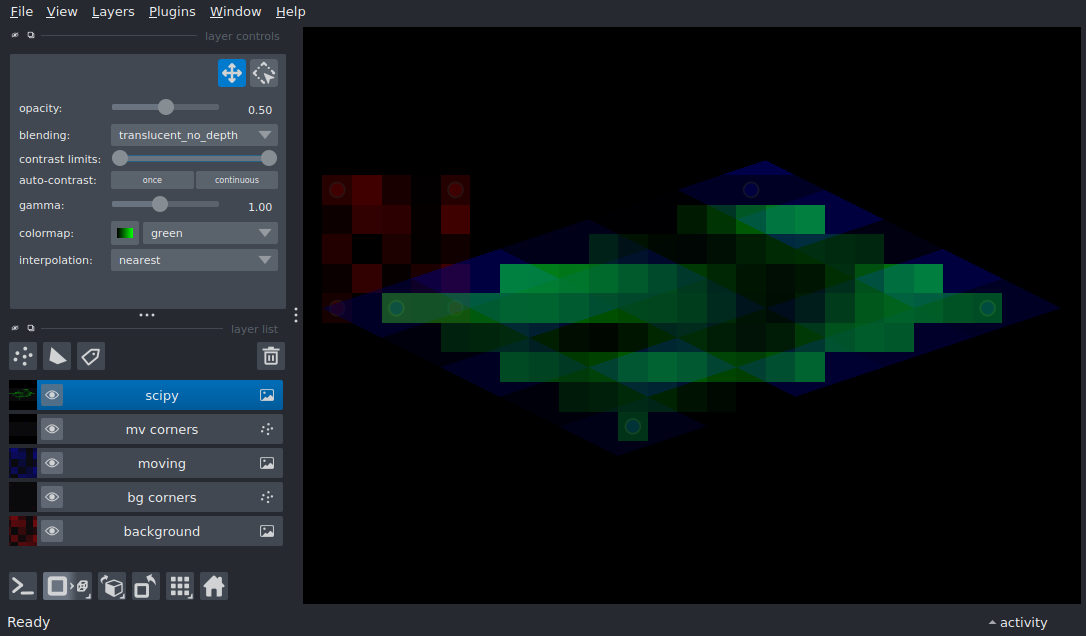 File View Layers Plugins Window Help
layer controls
opacity: 0.50
blending: translucent_no_depth
contrast limits:
auto-contrast: once continuous
gamma: 1.00
colormap: green
interpolation: nearest
layer list
scipy
mv corners
moving
bg corners
background
Ready activity